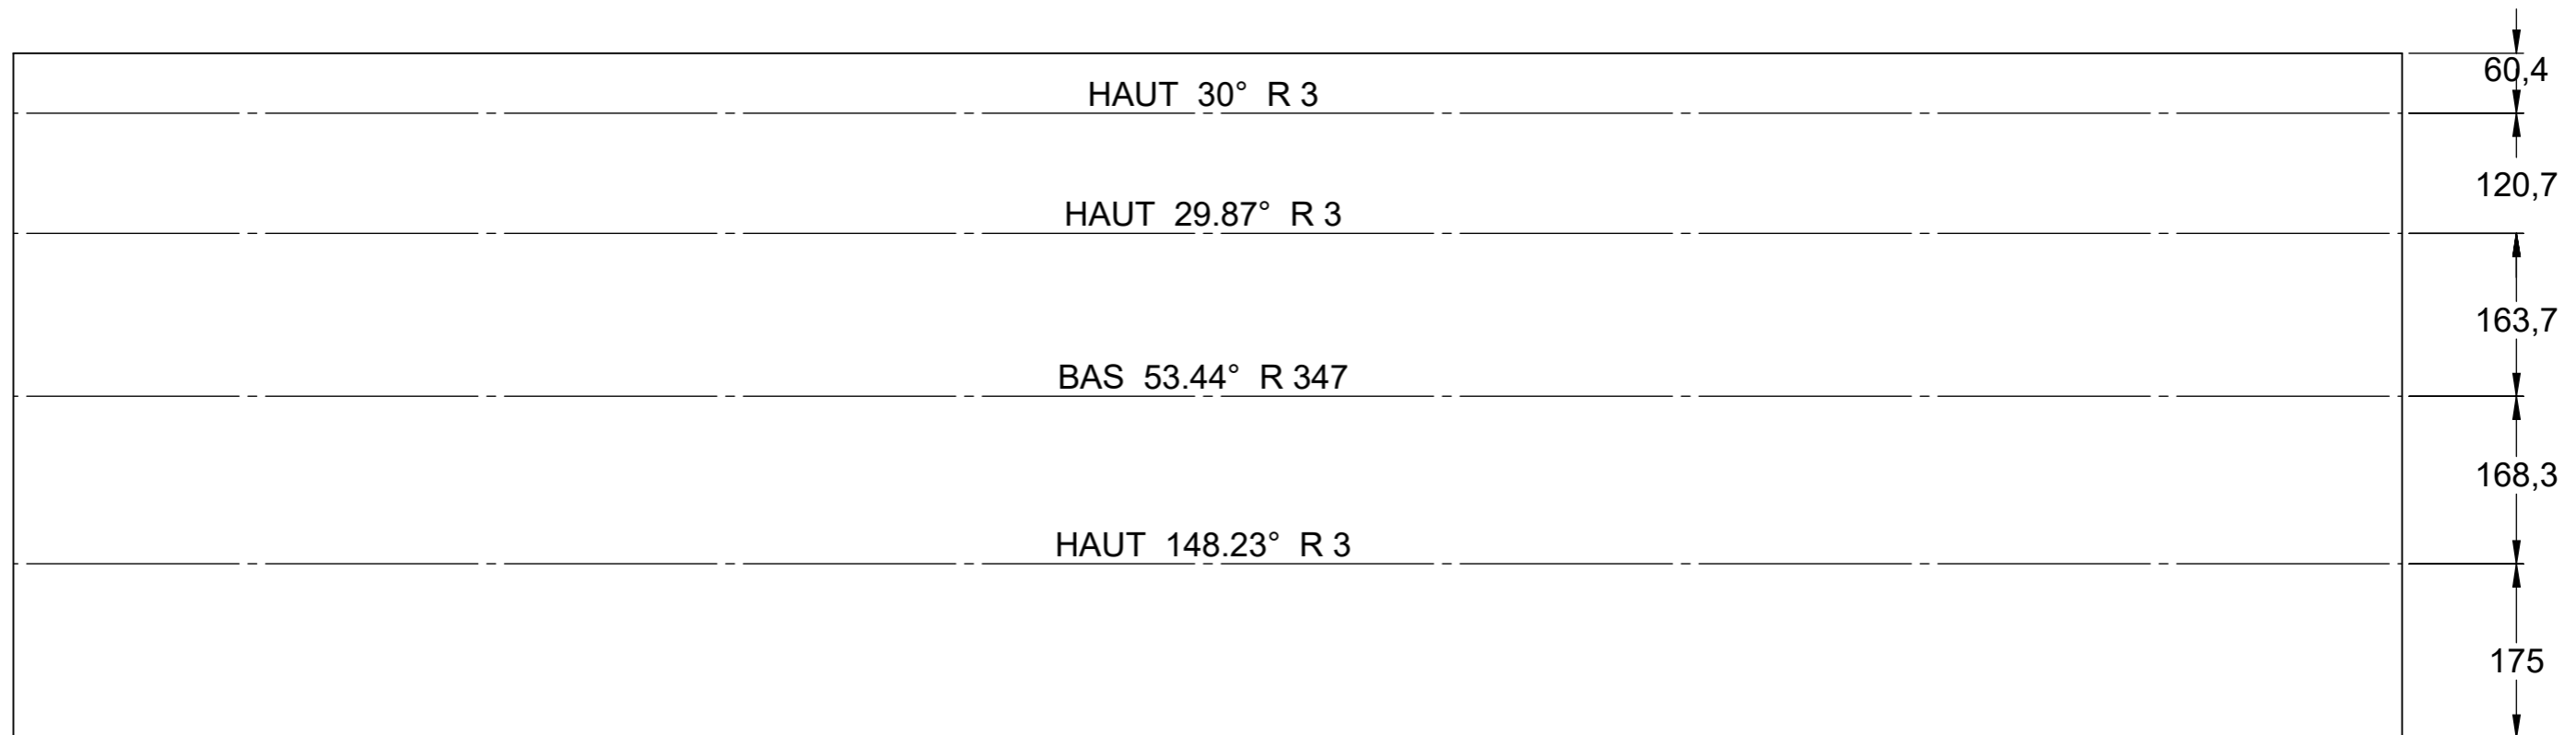 60,4
HAUT 30° R 3
120,7
HAUT 29.87° R 3
163,7
BAS 53.44° R 347
168,3
HAUT 148.23° R 3
175